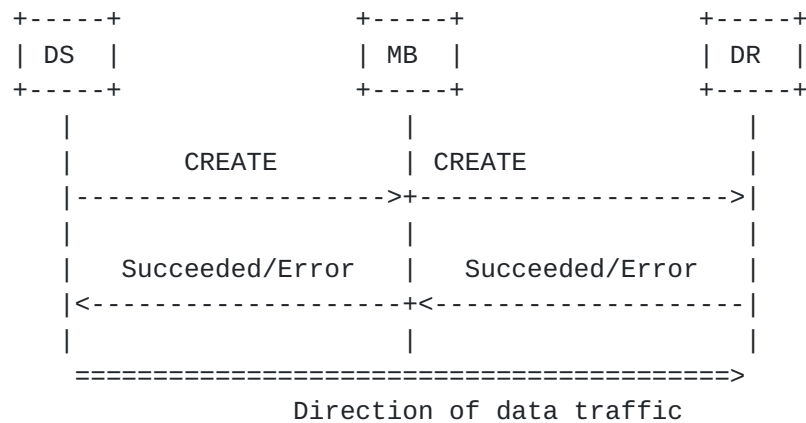 DS MB DR
CREATE CREATE
Succeeded/Error Succeeded/Error
Direction of data traffic